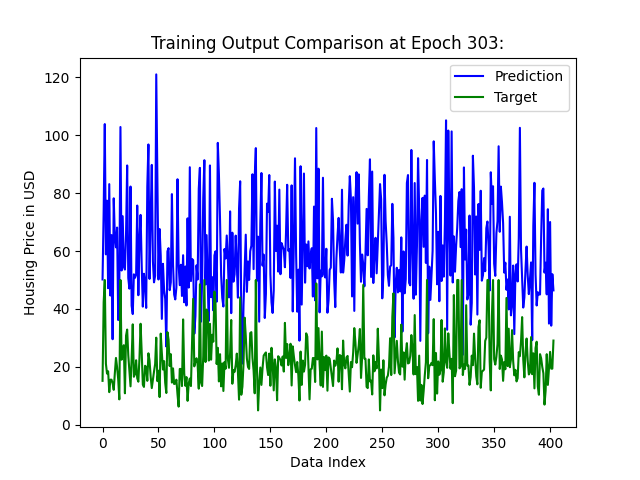 Training Output Comparison at Epoch 303:
Prediction
Target
120
100
80
60
40
20
0
Housing Price in USD
0 50 100 150 200 250 300 350 400
Data Index